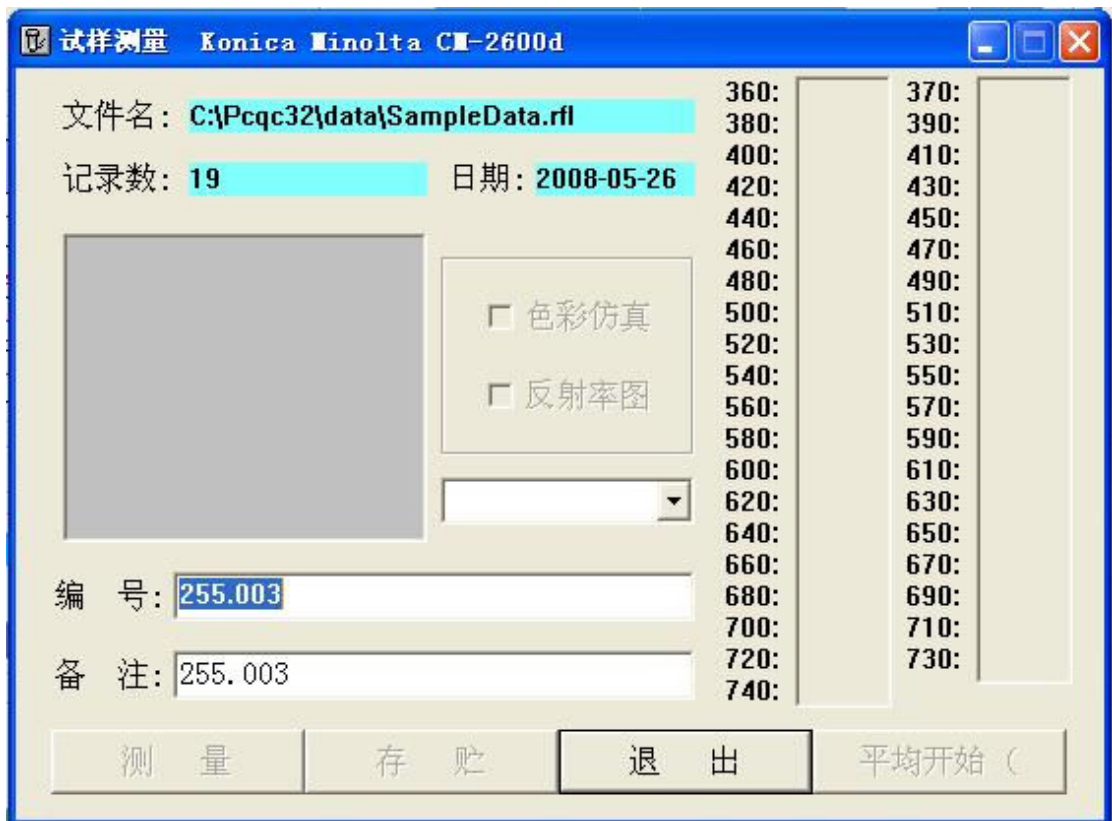 试样测量 Konica Minolta CM-2600d
文件名: C:\Pcqc32\data\SampleData.rfl
记录数: 19 日期: 2008-05-26
色彩仿真
反射率图
编 号: 255.003
备 注: 255.003
360: 370:
380: 390:
400: 410:
420: 430:
440: 450:
460: 470:
480: 490:
500: 510:
520: 530:
540: 550:
560: 570:
580: 590:
600: 610:
620: 630:
640: 650:
660: 670:
680: 690:
700: 710:
720: 730:
740:
测 量 存 贮 退 出 平均开始 (